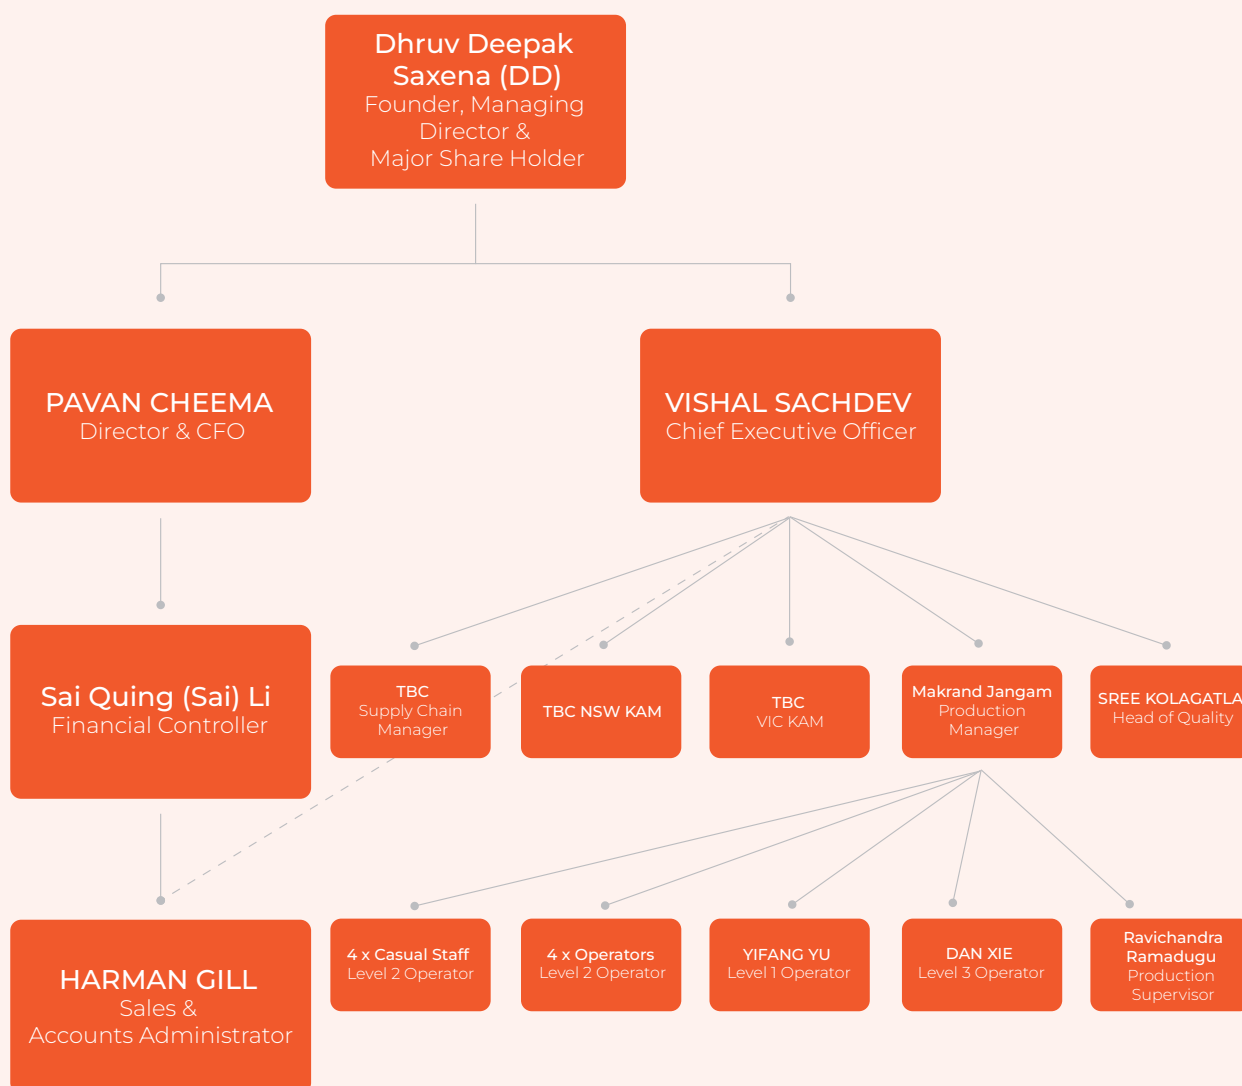 Dhruv Deepak
Saxena (DD)
Founder, Managing
Director &
Major Share Holder
PAVAN CHEEMA
Director & CFO
VISHAL SACHDEV
Chief Executive Officer
Sai Quing (Sai) Li
Financial Controller
TBC
Supply Chain
Manager
TBC NSW KAM
TBC
VIC KAM
Makrand Jangam
Production
Manager
SREE KOLAGATLA
Head of Quality
HARMAN GILL
Sales &
Accounts Administrator
4 x Casual Staff
Level 2 Operator
4 x Operators
Level 2 Operator
YIFANG YU
Level 1 Operator
DAN XIE
Level 3 Operator
Ravichandra
Ramadugu
Production
Supervisor